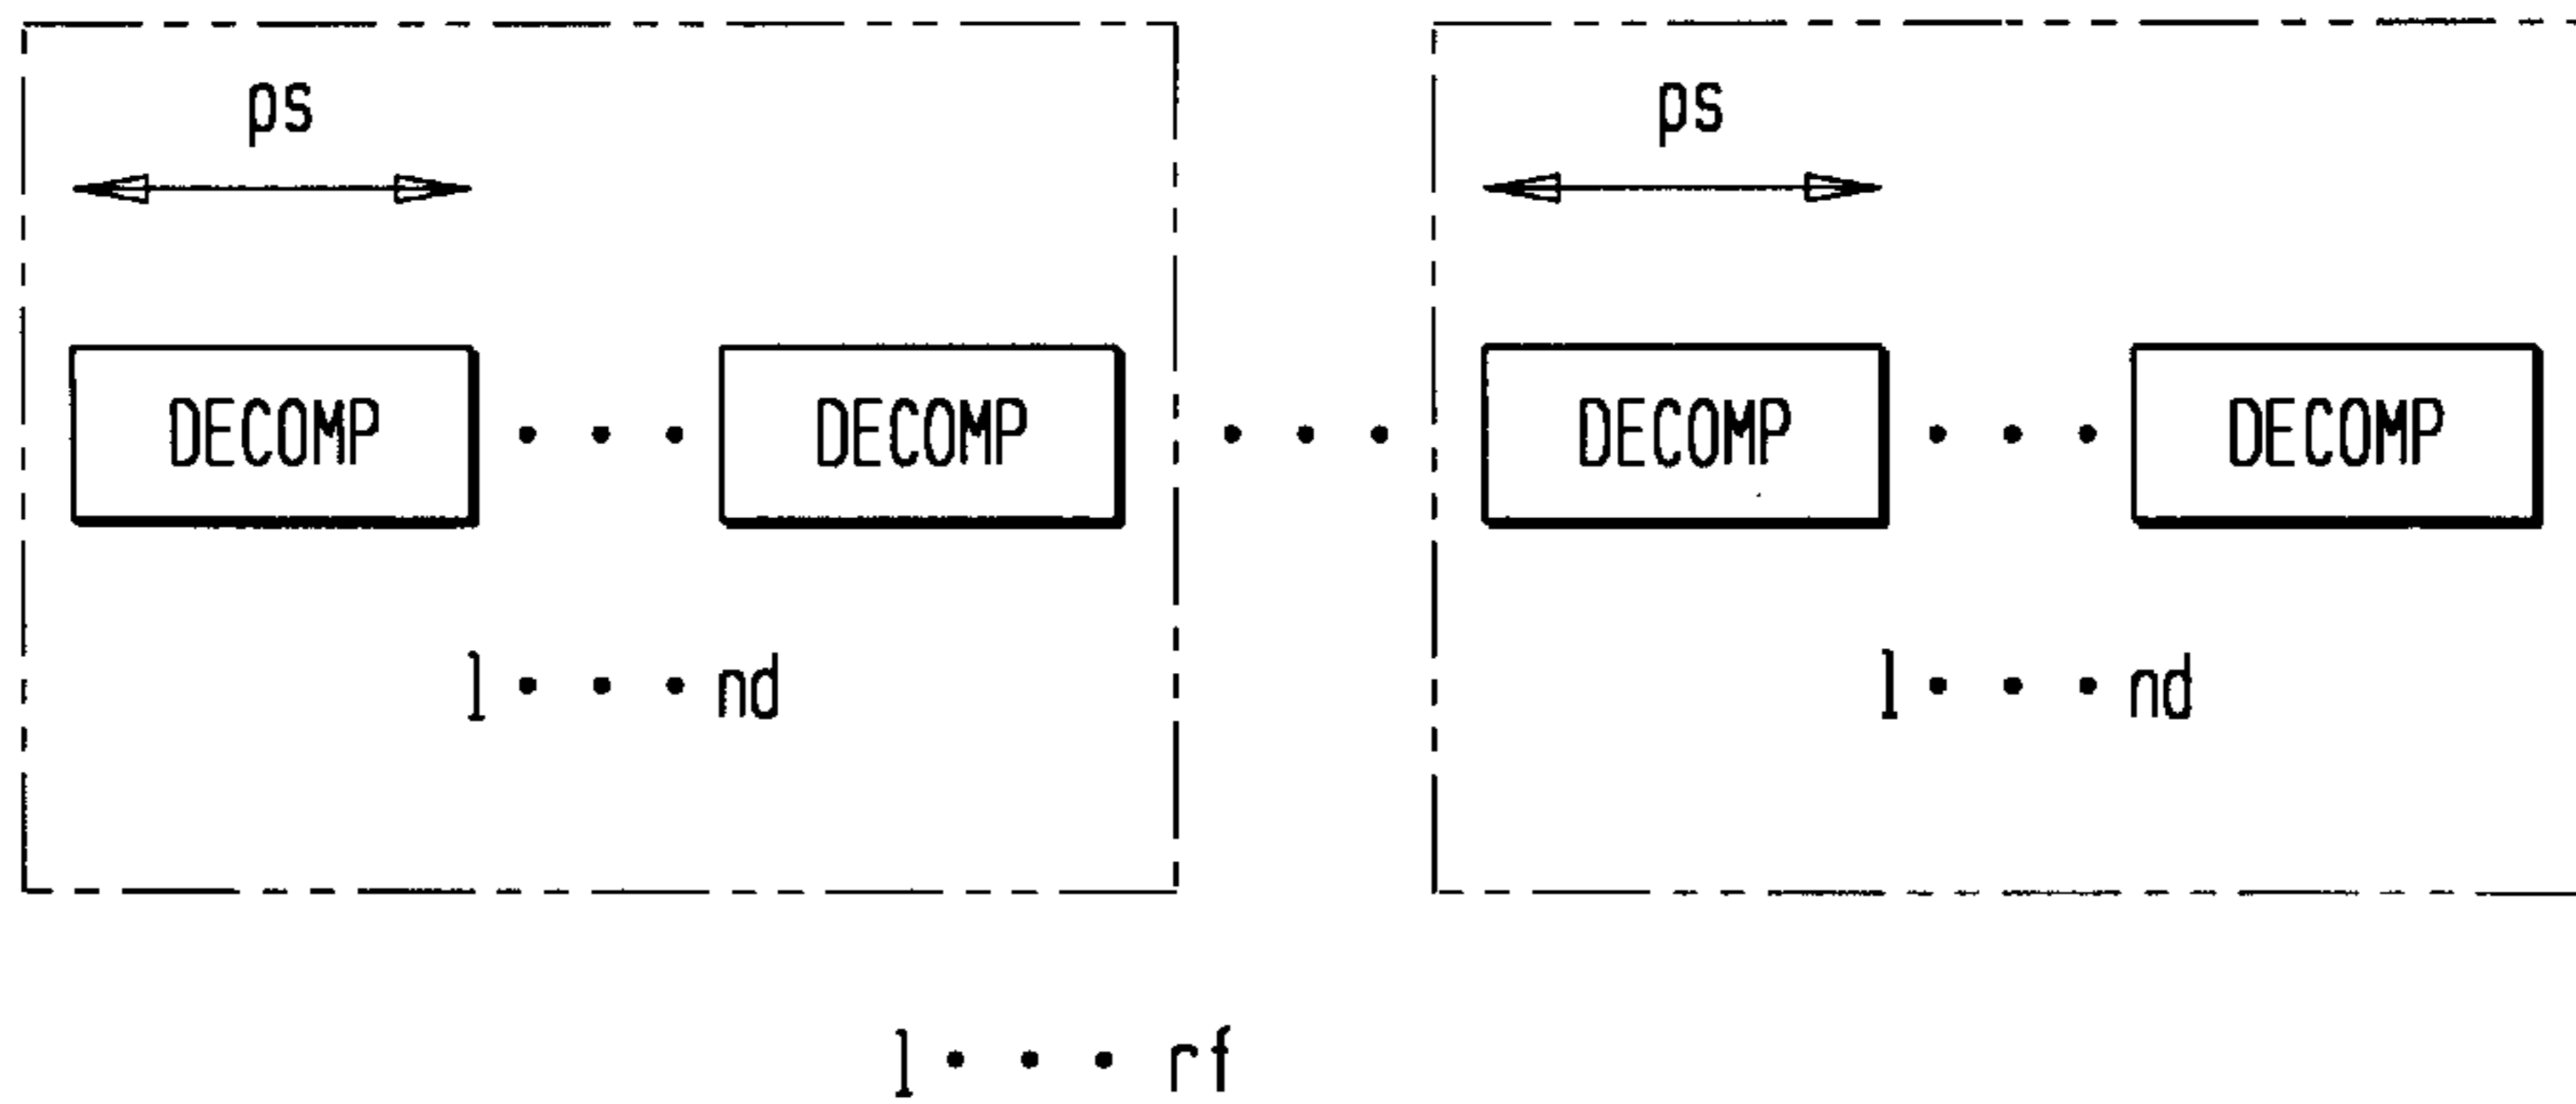 ps ps
DECOMP • • • DECOMP • • • DECOMP • • • DECOMP
1 • • • nd 1 • • • nd
1 • • • rf